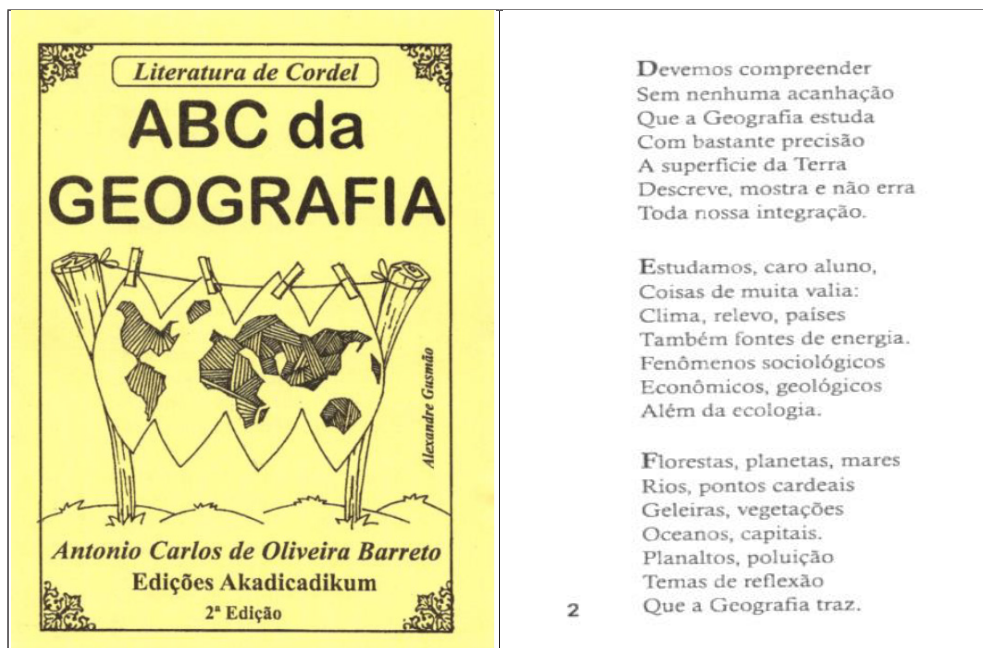 Literatura de Cordel
ABC da
GEOGRAFIA
Alexandre Gusmão
Antonio Carlos de Oliveira Barreto
Edições Akadicadikum
2ª Edição
Devemos compreender
Sem nenhuma acanhação
Que a Geografia estuda
Com bastante precisão
A superfície da Terra
Descreve, mostra e não erra
Toda nossa integração.
Estudamos, caro aluno,
Coisas de muita valia:
Clima, relevo, países
Também fontes de energia.
Fenômenos sociológicos
Econômicos, geológicos
Além da ecologia.
Florestas, planetas, mares
Rios, pontos cardeais
Geleiras, vegetações
Oceanos, capitais.
Planaltos, poluição
Temas de reflexão
Que a Geografia traz.
2